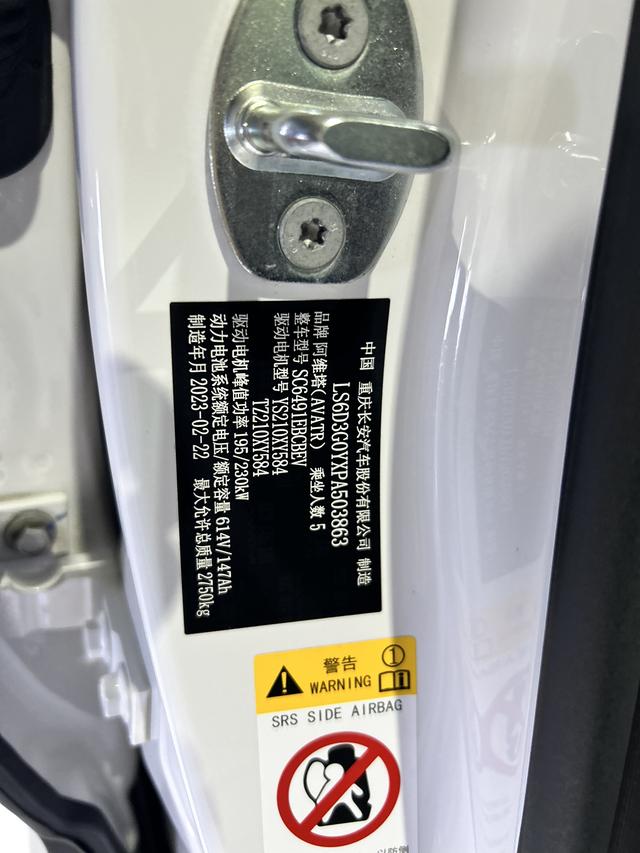 中国 重庆长安汽车股份有限公司 制造
LS6D3G0YXPA503863
品牌 阿维塔(AVATR) 乘坐人数 5
整车型号 SC6491EBCBEV
驱动电机型号 YS210XY584
TZ210XY584
驱动电机峰值功率 195/230kW
动力电池系统额定电压/额定容量 614V/147Ah
制造年月 2023-02-22 最大允许总质量 2750kg
警告 ①
WARNING
SRS SIDE AIRBAG